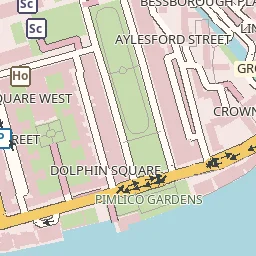 Sc
BESSBOROUGH PLA
Sc
AYLESFORD STREET
LIN
GRO
Ho
QUARE WEST
CROWN
P
REET
DOLPHIN SQUARE
PIMLICO GARDENS